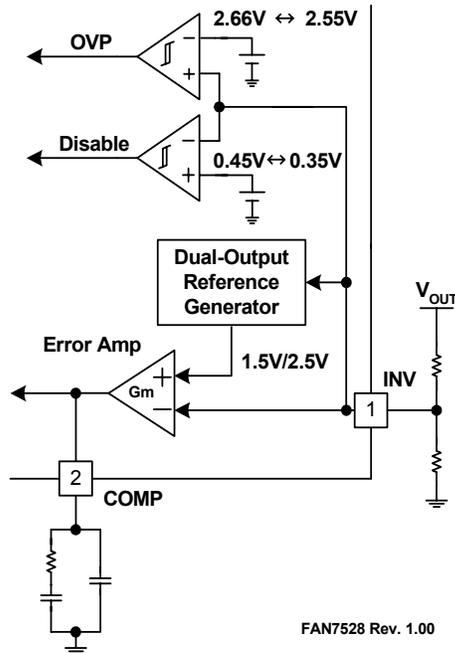 2.66V ↔ 2.55V
OVP
−
+
Disable
−
0.45V↔0.35V
+
Dual-Output
Reference
Generator
VOUT
Error Amp
1.5V/2.5V
INV
+
Gm
−
1
2
COMP
FAN7528 Rev. 1.00